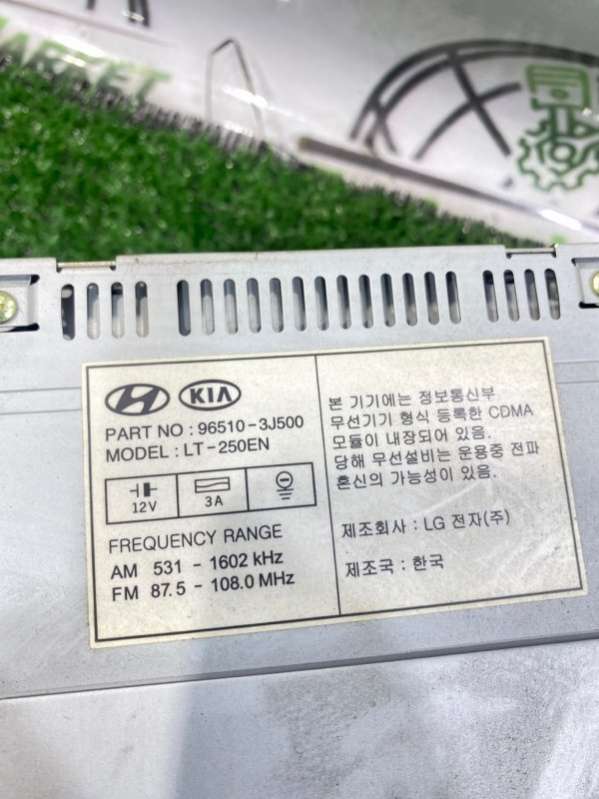 MARKET
HYUNDAI KIA
PART NO : 96510-3J500
MODEL : LT-250EN
12V
3A
FREQUENCY RANGE
AM 531 - 1602 kHz
FM 87.5 - 108.0 MHz
본 기기에는 정보통신부
무선기기 형식 등록한 CDMA
모듈이 내장되어 있음.
당해 무선설비는 운용중 전파
혼신의 가능성이 있음.
제조회사 : LG 전자(주)
제조국 : 한국